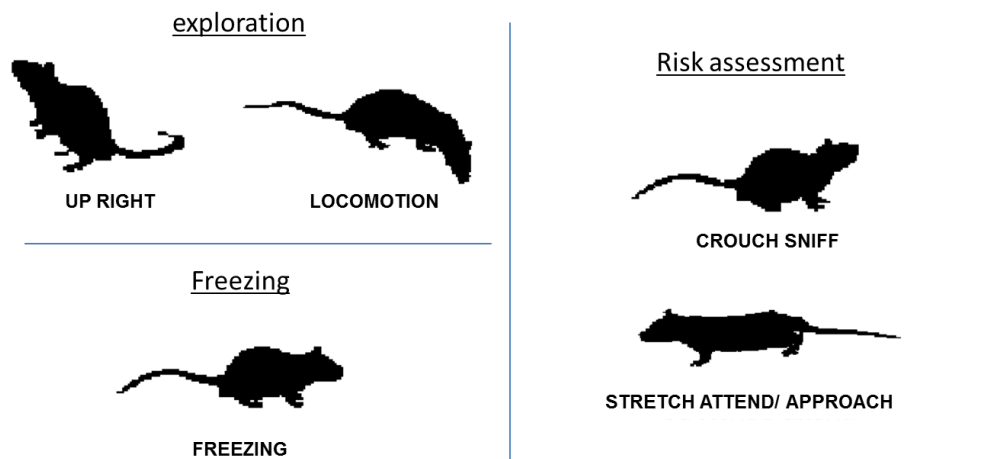 exploration
UP RIGHT
LOCOMOTION
Freezing
FREEZING
Risk assessment
CROUCH SNIFF
STRETCH ATTEND/ APPROACH